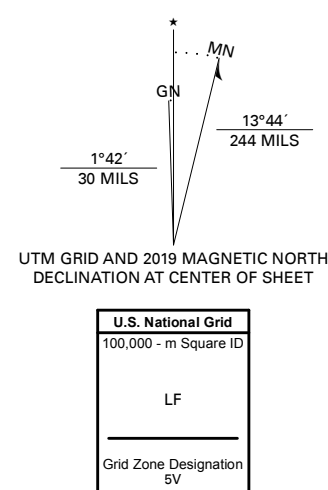 ★
MN
GN
13°44´
244 MILS
1°42´
30 MILS
UTM GRID AND 2019 MAGNETIC NORTH
DECLINATION AT CENTER OF SHEET
U.S. National Grid
100,000 - m Square ID
LF
Grid Zone Designation
5V